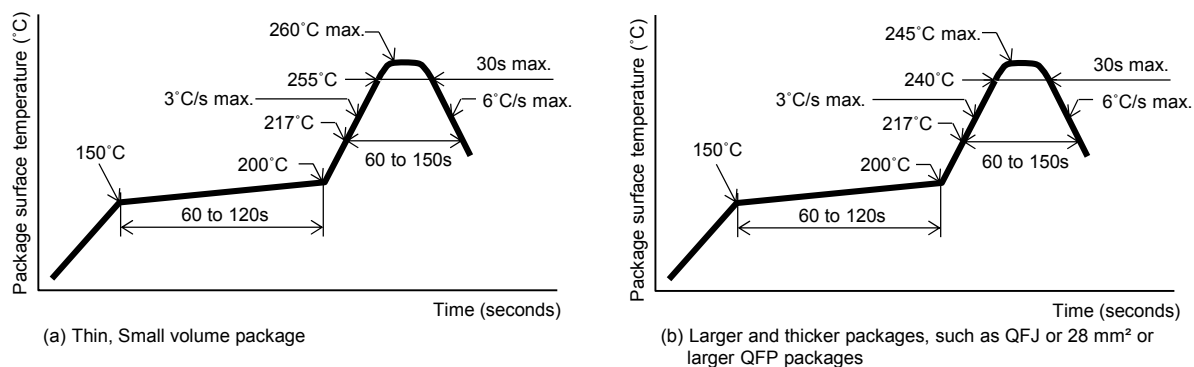 Package surface temperature (˚C)
260˚C max.
255˚C
30s max.
3˚C/s max.
6˚C/s max.
217˚C
60 to 150s
150˚C
200˚C
60 to 120s
Time (seconds)
(a) Thin, Small volume package
Package surface temperature (˚C)
245˚C max.
240˚C
30s max.
3˚C/s max.
6˚C/s max.
217˚C
60 to 150s
150˚C
200˚C
60 to 120s
Time (seconds)
(b) Larger and thicker packages, such as QFJ or 28 mm² or
larger QFP packages